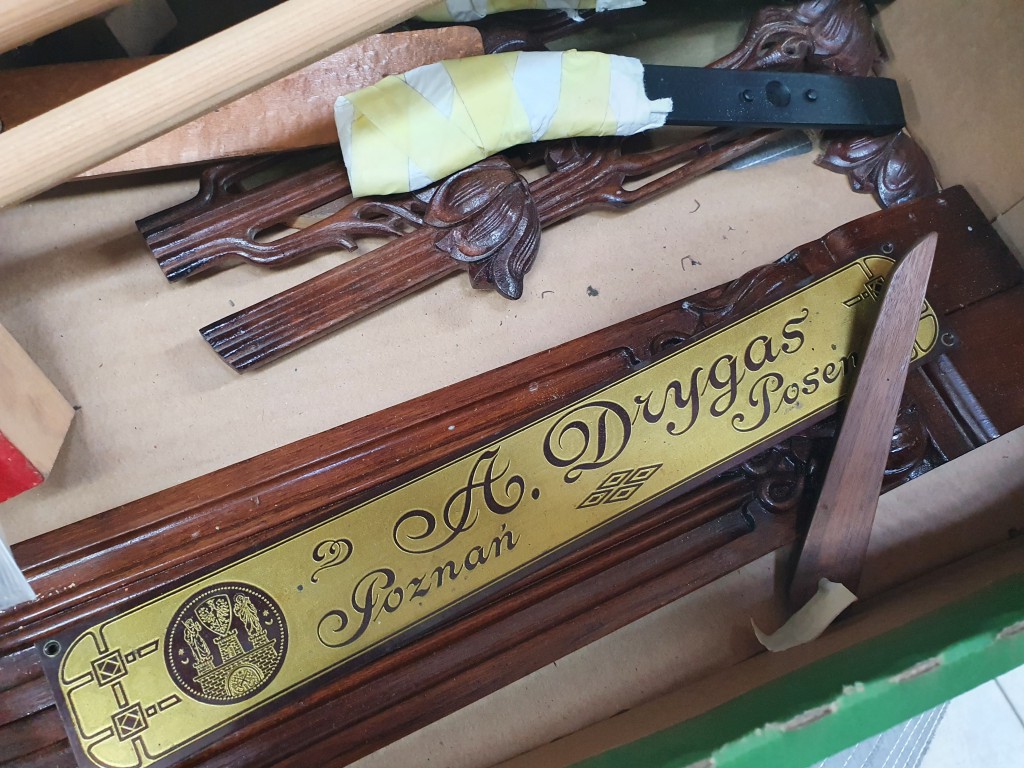 D A. Drygas
Poznań Posen